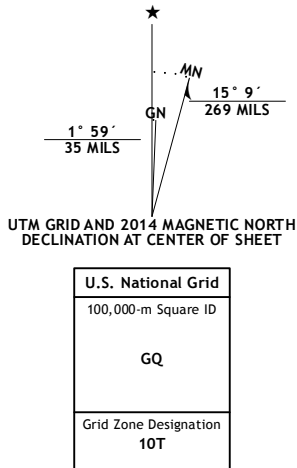 ★
MN
GN
15° 9´
269 MILS
1° 59´
35 MILS
UTM GRID AND 2014 MAGNETIC NORTH
DECLINATION AT CENTER OF SHEET
U.S. National Grid
100,000-m Square ID
GQ
Grid Zone Designation
10T